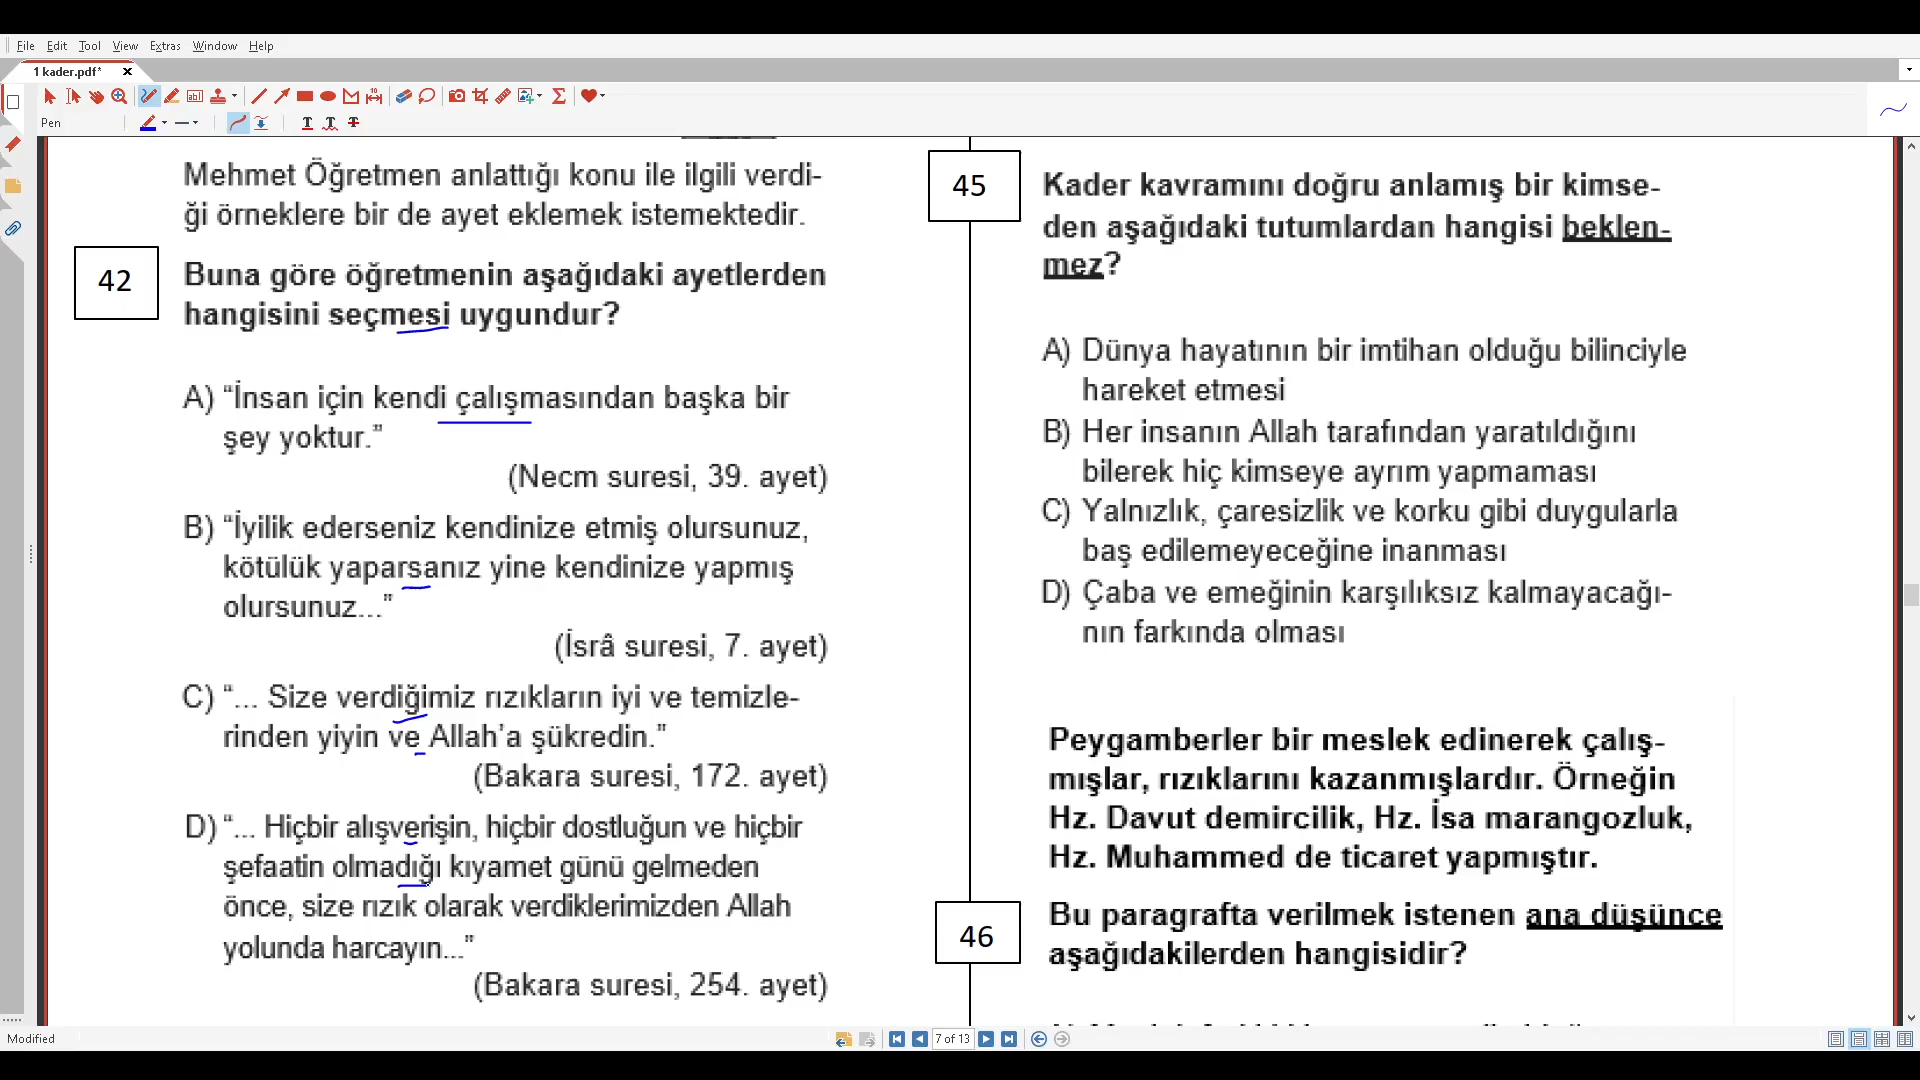 File Edit Tool View Extras Window Help
1 kader.pdf*
Pen
Mehmet Öğretmen anlattığı konu ile ilgili verdi-
ği örneklere bir de ayet eklemek istemektedir.
42
Buna göre öğretmenin aşağıdaki ayetlerden
hangisini seçmesi uygundur?
A) “İnsan için kendi çalışmasından başka bir
şey yoktur.”
(Necm suresi, 39. ayet)
B) “İyilik ederseniz kendinize etmiş olursunuz,
kötülük yaparsanız yine kendinize yapmış
olursunuz...”
(İsrâ suresi, 7. ayet)
C) “... Size verdiğimiz rızıkların iyi ve temizle-
rinden yiyin ve Allah’a şükredin.”
(Bakara suresi, 172. ayet)
D) “... Hiçbir alışverişin, hiçbir dostluğun ve hiçbir
şefaatin olmadığı kıyamet günü gelmeden
önce, size rızık olarak verdiklerimizden Allah
yolunda harcayın...”
(Bakara suresi, 254. ayet)
45
Kader kavramını doğru anlamış bir kimse-
den aşağıdaki tutumlardan hangisi beklen-
mez?
A) Dünya hayatının bir imtihan olduğu bilinciyle
hareket etmesi
B) Her insanın Allah tarafından yaratıldığını
bilerek hiç kimseye ayrım yapmaması
C) Yalnızlık, çaresizlik ve korku gibi duygularla
baş edilemeyeceğine inanması
D) Çaba ve emeğinin karşılıksız kalmayacağı-
nın farkında olması
Peygamberler bir meslek edinerek çalış-
mışlar, rızıklarını kazanmışlardır. Örneğin
Hz. Davut demircilik, Hz. İsa marangozluk,
Hz. Muhammed de ticaret yapmıştır.
46
Bu paragrafta verilmek istenen ana düşünce
aşağıdakilerden hangisidir?
Modified
7 of 13